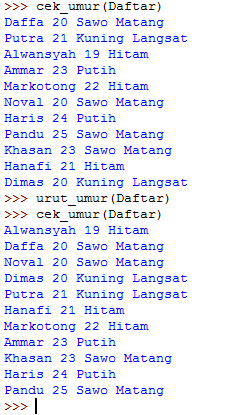 >>> cek_umur(Daftar)
Daffa 20 Sawo Matang
Putra 21 Kuning Langsat
Alwansyah 19 Hitam
Ammar 23 Putih
Markotong 22 Hitam
Noval 20 Sawo Matang
Haris 24 Putih
Pandu 25 Sawo Matang
Khasan 23 Sawo Matang
Hanafi 21 Hitam
Dimas 20 Kuning Langsat
>>> urut_umur(Daftar)
>>> cek_umur(Daftar)
Alwansyah 19 Hitam
Daffa 20 Sawo Matang
Noval 20 Sawo Matang
Dimas 20 Kuning Langsat
Putra 21 Kuning Langsat
Hanafi 21 Hitam
Markotong 22 Hitam
Ammar 23 Putih
Khasan 23 Sawo Matang
Haris 24 Putih
Pandu 25 Sawo Matang
>>>